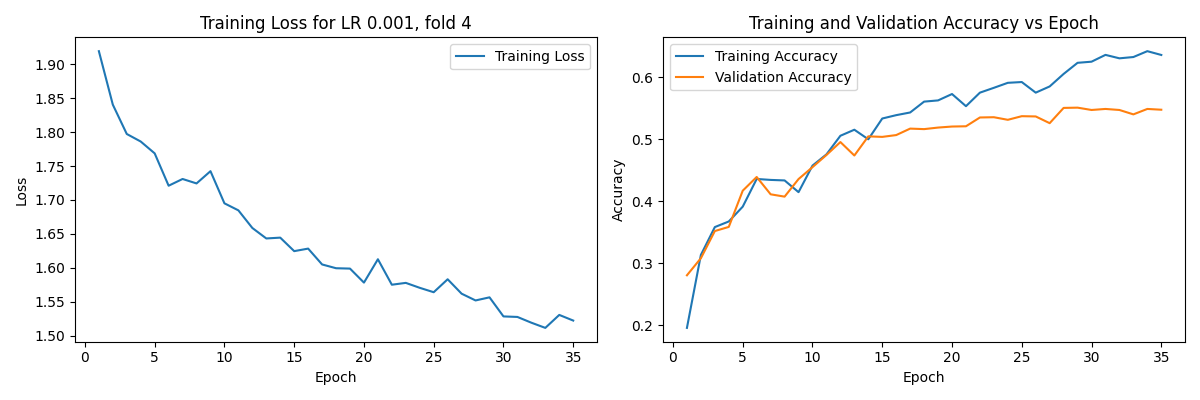 Training Loss for LR 0.001, fold 4
Training Loss
1.90
1.85
1.80
1.75
1.70
1.65
1.60
1.55
1.50
Loss
0 5 10 15 20 25 30 35
Epoch
Training and Validation Accuracy vs Epoch
Training Accuracy
Validation Accuracy
0.6
0.5
0.4
0.3
0.2
Accuracy
0 5 10 15 20 25 30 35
Epoch